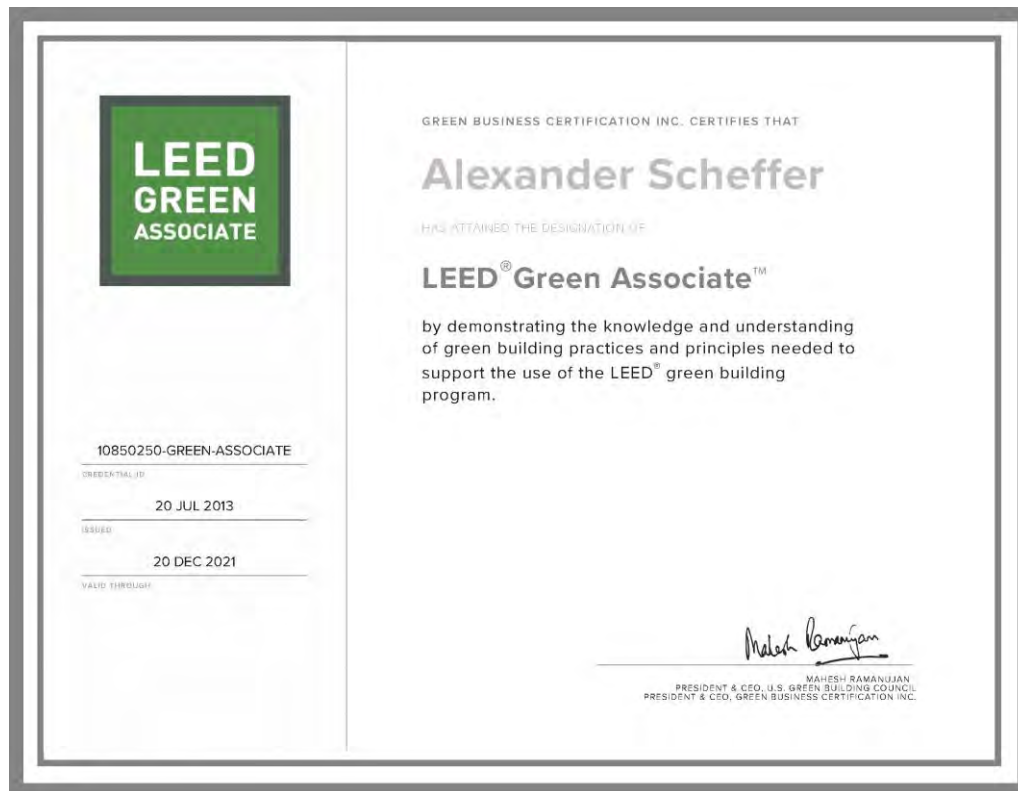 LEED
GREEN
ASSOCIATE
10850250-GREEN-ASSOCIATE
CREDENTIAL ID
20 JUL 2013
ISSUED
20 DEC 2021
VALID THROUGH
GREEN BUSINESS CERTIFICATION INC. CERTIFIES THAT
Alexander Scheffer
HAS ATTAINED THE DESIGNATION OF
LEED® Green Associate™
by demonstrating the knowledge and understanding
of green building practices and principles needed to
support the use of the LEED® green building
program.
Mahesh Ramanujan
MAHESH RAMANUJAN
PRESIDENT & CEO, U.S. GREEN BUILDING COUNCIL
PRESIDENT & CEO, GREEN BUSINESS CERTIFICATION INC.